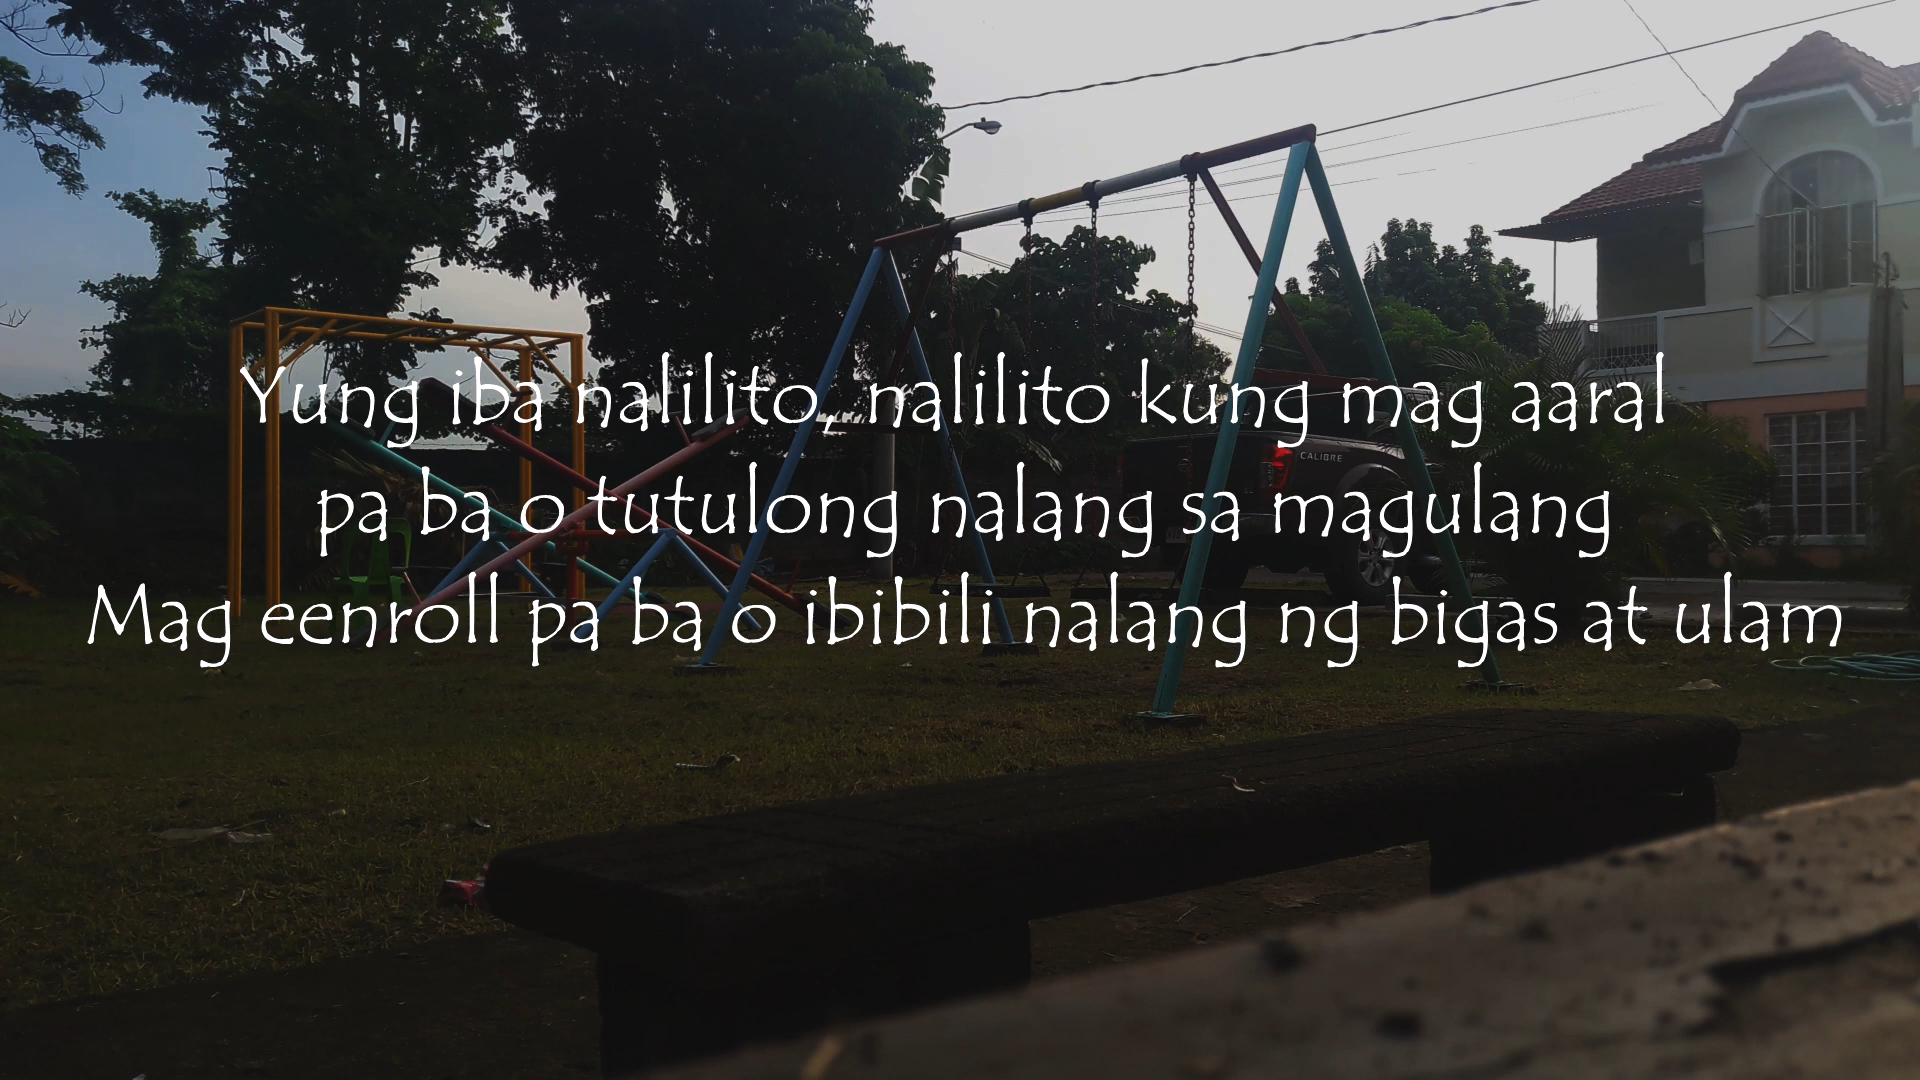 CALIBRE
Yung iba nalilito, nalilito kung mag aaral
pa ba o tutulong nalang sa magulang
Mag eenroll pa ba o ibibili nalang ng bigas at ulam